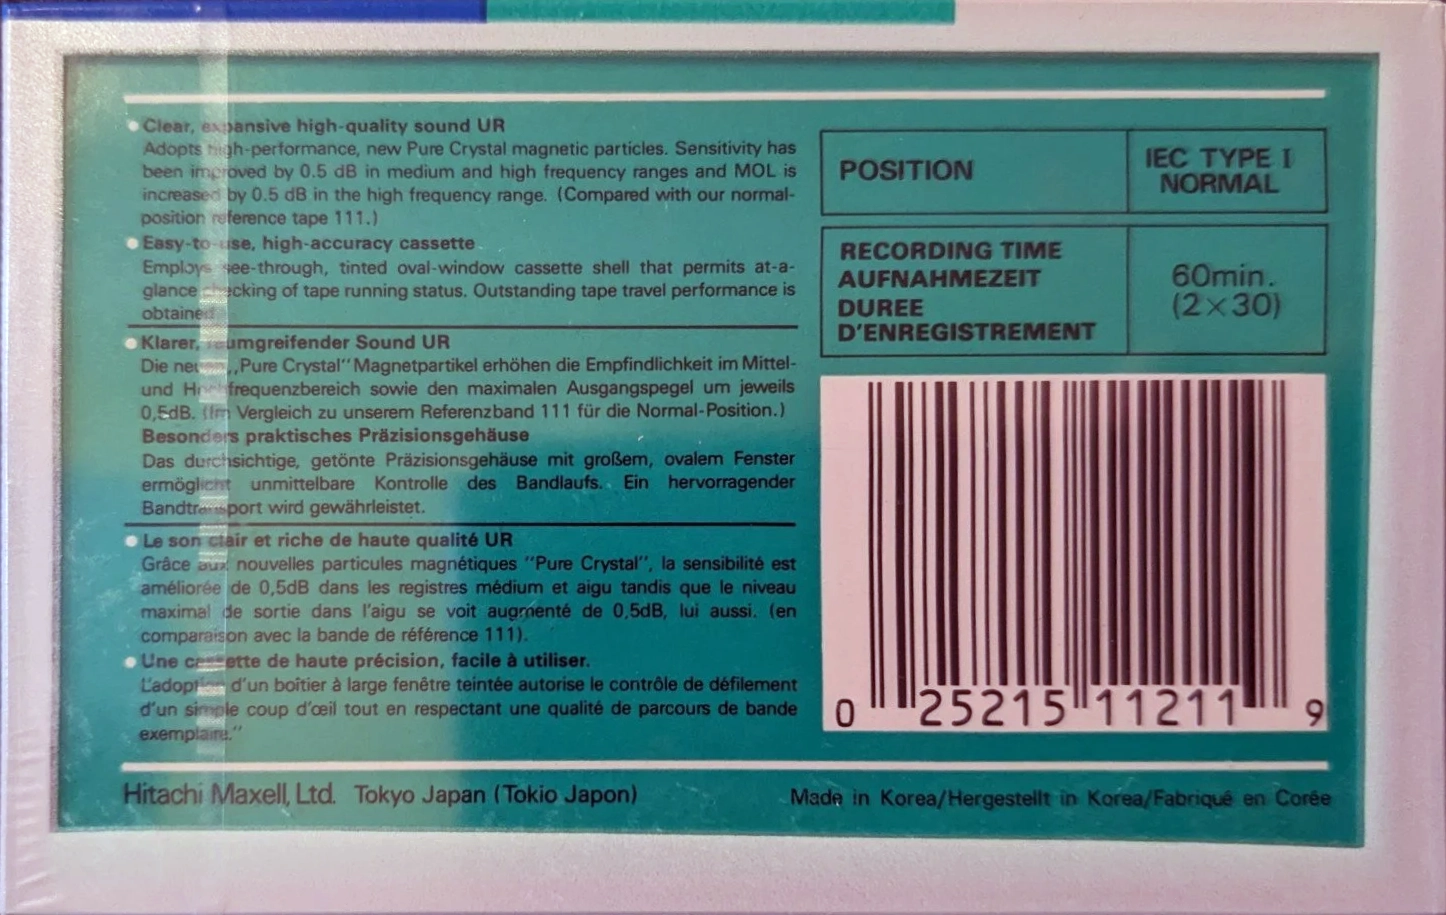 • Clear, expansive high-quality sound UR
Adopts high-performance, new Pure Crystal magnetic particles. Sensitivity has
been improved by 0.5 dB in medium and high frequency ranges and MOL is
increased by 0.5 dB in the high frequency range. (Compared with our normal-
position reference tape 111.)
• Easy-to-use, high-accuracy cassette
Employs see-through, tinted oval-window cassette shell that permits at-a-
glance checking of tape running status. Outstanding tape travel performance is
obtained.
• Klarer, raumgreifender Sound UR
Die neuen „Pure Crystal" Magnetpartikel erhöhen die Empfindlichkeit im Mittel-
und Hochfrequenzbereich sowie den maximalen Ausgangspegel um jeweils
0,5dB. (Im Vergleich zu unserem Referenzband 111 für die Normal-Position.)
Besonders praktisches Präzisionsgehäuse
Das durchsichtige, getönte Präzisionsgehäuse mit großem, ovalem Fenster
ermöglicht unmittelbare Kontrolle des Bandlaufs. Ein hervorragender
Bandtransport wird gewährleistet.
• Le son clair et riche de haute qualité UR
Grâce aux nouvelles particules magnétiques "Pure Crystal", la sensibilité est
améliorée de 0,5dB dans les registres médium et aigu tandis que le niveau
maximal de sortie dans l'aigu se voit augmenté de 0,5dB, lui aussi. (en
comparaison avec la bande de référence 111).
• Une cassette de haute précision, facile à utiliser.
L'adoption d'un boîtier à large fenêtre teintée autorise le contrôle de défilement
d'un simple coup d'œil tout en respectant une qualité de parcours de bande
exemplaire."
POSITION
IEC TYPE I
NORMAL
RECORDING TIME
AUFNAHMEZEIT
DUREE
D'ENREGISTREMENT
60min.
(2×30)
0 25215 11211 9
Hitachi Maxell, Ltd. Tokyo Japan (Tokio Japon)
Made in Korea/Hergestellt in Korea/Fabriqué en Corée